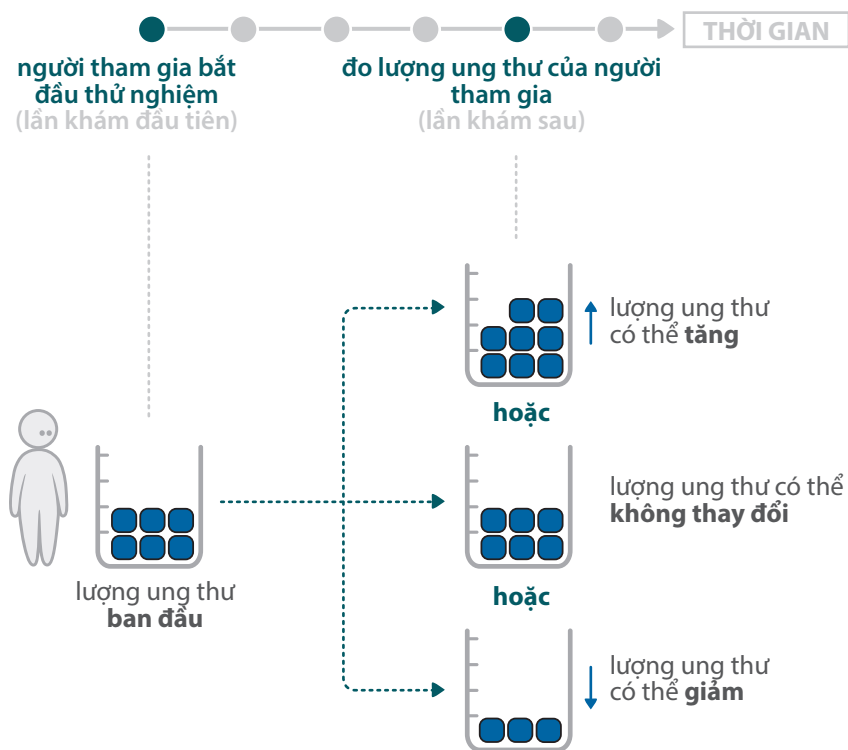 THỜI GIAN
người tham gia bắt
đầu thử nghiệm
(lần khám đầu tiên)
đo lượng ung thư của người
tham gia
(lần khám sau)
lượng ung thư
có thể tăng
hoặc
lượng ung thư có thể
không thay đổi
lượng ung thư
ban đầu
hoặc
lượng ung thư
có thể giảm